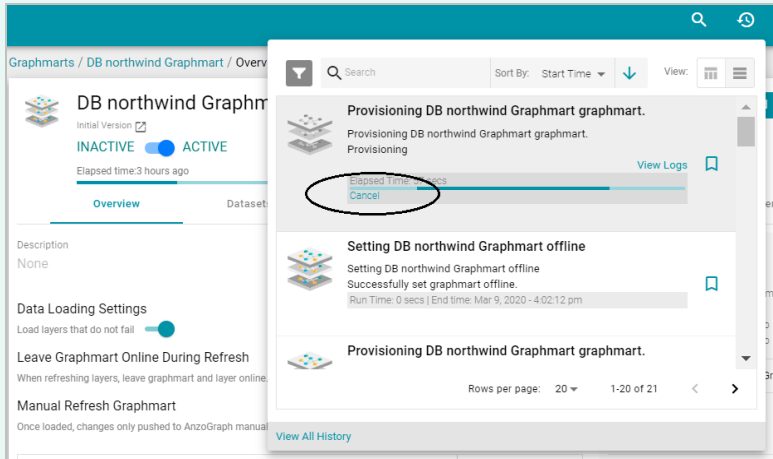 Graphmarts / DB northwind Graphmart / Overv
DB northwind Graphm
Initial Version
INACTIVE ACTIVE
Elapsed time:3 hours ago
Overview Dataset
Description
None
Data Loading Settings
Load layers that do not fail
Leave Graphmart Online During Refresh
When refreshing layers, leave graphmart and layer online.
Manual Refresh Graphmart
Once loaded, changes only pushed to AnzoGraph manual
Search Sort By: Start Time View:
Provisioning DB northwind Graphmart graphmart.
Provisioning DB northwind Graphmart graphmart.
Provisioning
View Logs
Elapsed Time: secs
Cancel
Setting DB northwind Graphmart offline
Setting DB northwind Graphmart offline
Successfully set graphmart offline.
Run Time: 0 secs | End time: Mar 9, 2020 - 4:02:12 pm
Provisioning DB northwind Graphmart graphmart.
Rows per page: 20 1-20 of 21
View All History